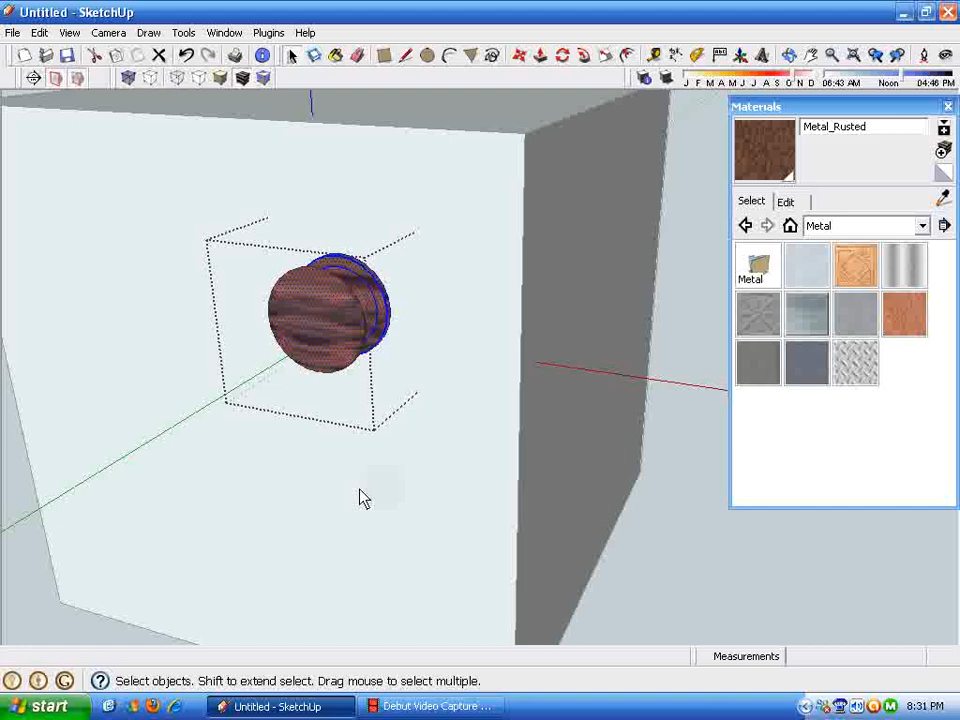 Untitled - SketchUp
File Edit View Camera Draw Tools Window Plugins Help
J F M A M J J A S O N D 06:43 AM Noon 04:46 PM
Materials
Metal_Rusted
Select Edit
Metal
Metal
Measurements
Select objects. Shift to extend select. Drag mouse to select multiple.
start Untitled - SketchUp Debut Video Capture ... 8:31 PM